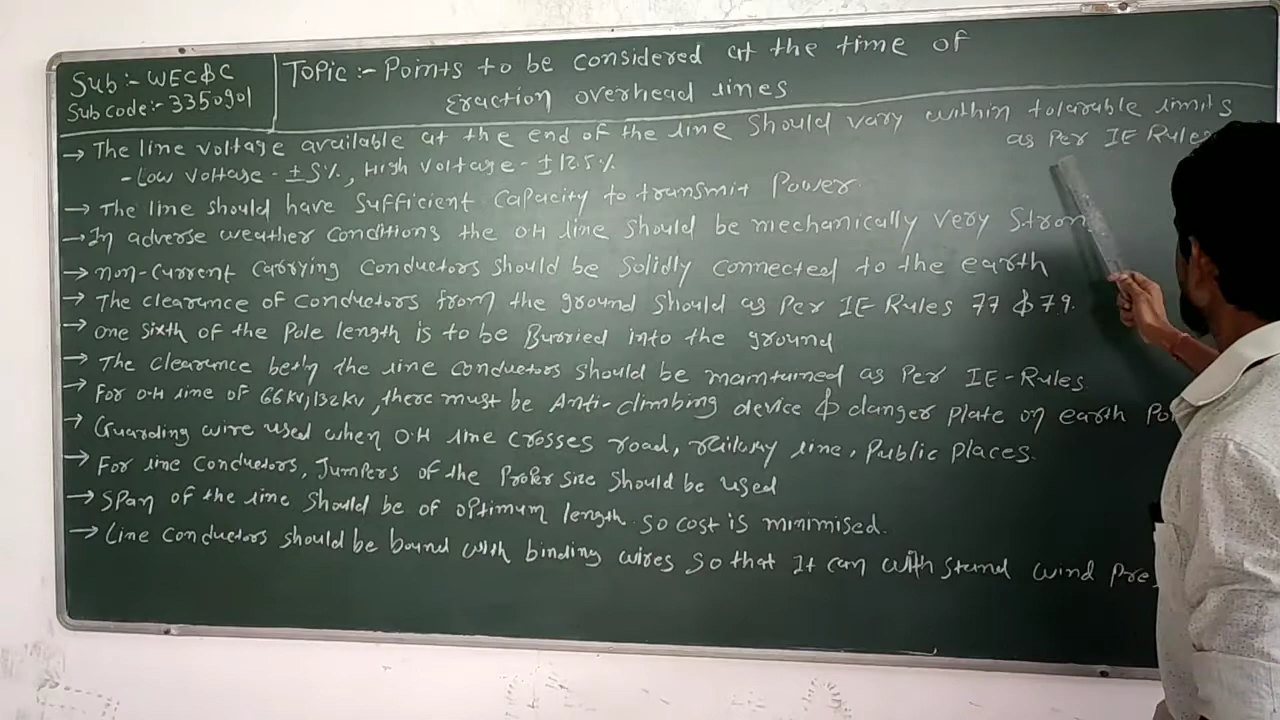 Sub:- WEC&C
Sub code:- 3350901
Topic:- Points to be considered at the time of
Eraction overhead lines
→ The line voltage available at the end of the line should vary within tolarable limits
as Per IE Rules
- Low voltage - ±5%, High voltage - ±12.5%
→ The line should have sufficient capacity to transmit Power.
→ In adverse weather conditions the O.H line should be mechanically very Stron
→ non-current carrying conductors should be Solidly connected to the earth
→ The clearance of conductors from the ground should as Per IE Rules 77 & 79.
→ one sixth of the Pole length is to be Burried into the ground
→ The clearance betn the line conductors should be maintained as Per IE-Rules
→ For O.H line of 66kv,132kv, there must be Anti-climbing device & danger plate on earth Po
→ Guarding wire used when O.H line crosses road, railway line, Public places.
→ For line conductors, Jumpers of the Proper size should be used
→ Span of the line should be of optimum length. so cost is minimised.
→ Line conductors should be bound with binding wires so that It can with stand wind Pre